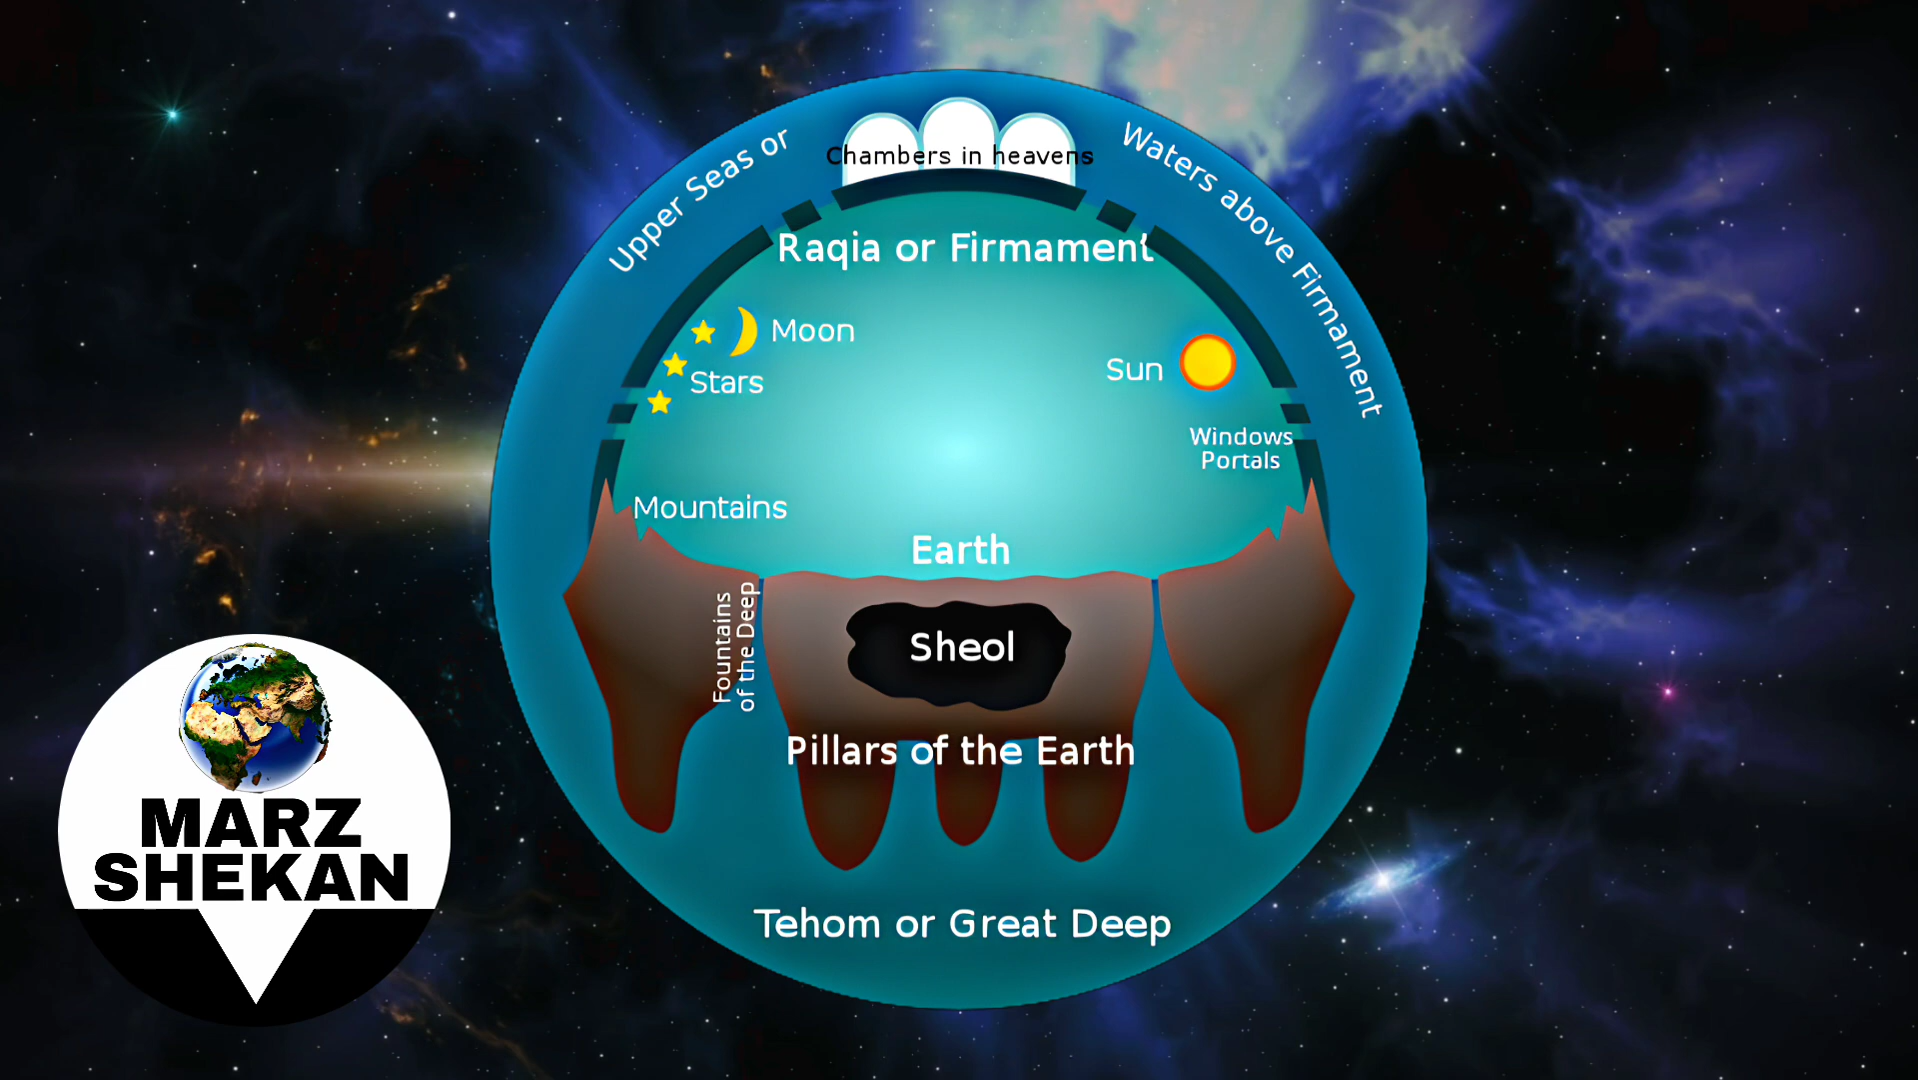 Upper Seas or
Waters above Firmament
Chambers in heavens
Raqia or Firmament
Moon
Stars
Sun
Windows
Portals
Mountains
Earth
Fountains
of the Deep
Sheol
Pillars of the Earth
Tehom or Great Deep
MARZ
SHEKAN